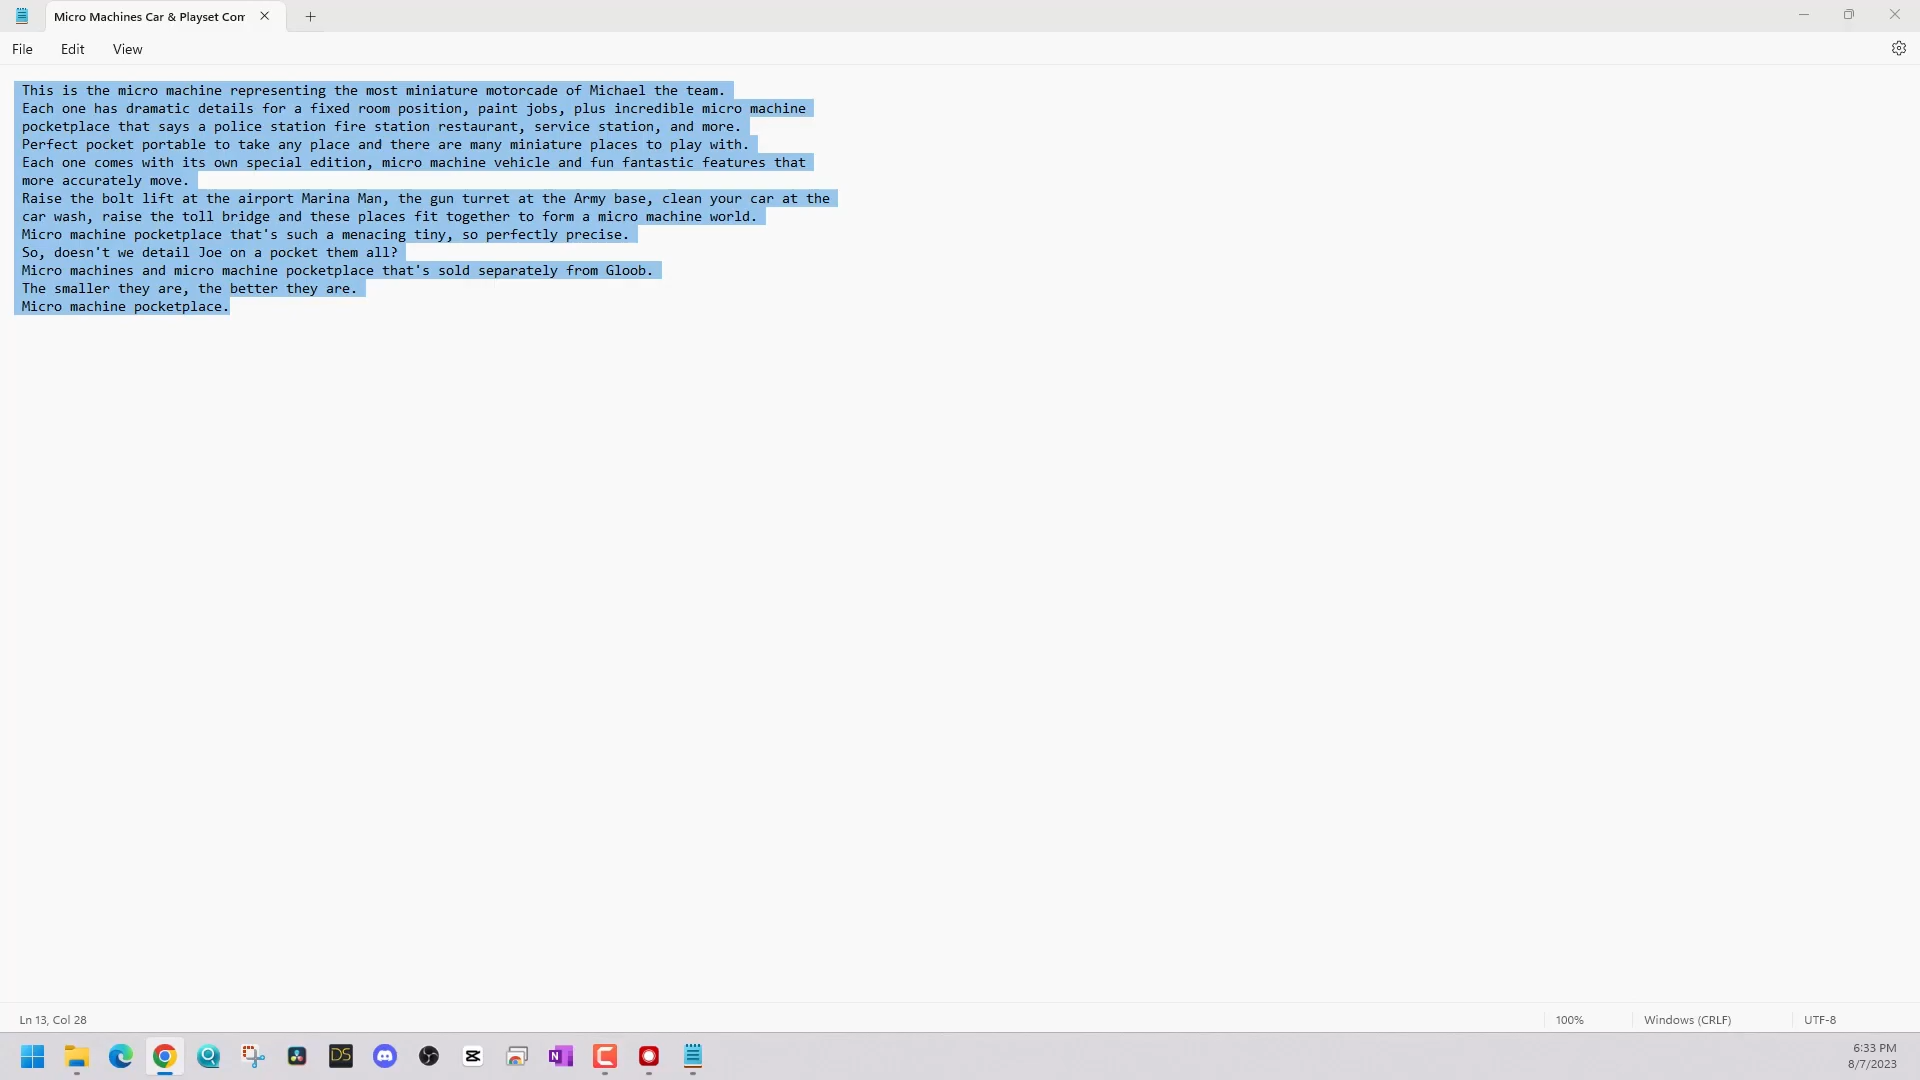 Micro Machines Car & Playset Com
File Edit View
This is the micro machine representing the most miniature motorcade of Michael the team.
Each one has dramatic details for a fixed room position, paint jobs, plus incredible micro machine
pocketplace that says a police station fire station restaurant, service station, and more.
Perfect pocket portable to take any place and there are many miniature places to play with.
Each one comes with its own special edition, micro machine vehicle and fun fantastic features that
more accurately move.
Raise the bolt lift at the airport Marina Man, the gun turret at the Army base, clean your car at the
car wash, raise the toll bridge and these places fit together to form a micro machine world.
Micro machine pocketplace that's such a menacing tiny, so perfectly precise.
So, doesn't we detail Joe on a pocket them all?
Micro machines and micro machine pocketplace that's sold separately from Gloob.
The smaller they are, the better they are.
Micro machine pocketplace.
Ln 13, Col 28 100% Windows (CRLF) UTF-8
DS N C
6:33 PM
8/7/2023